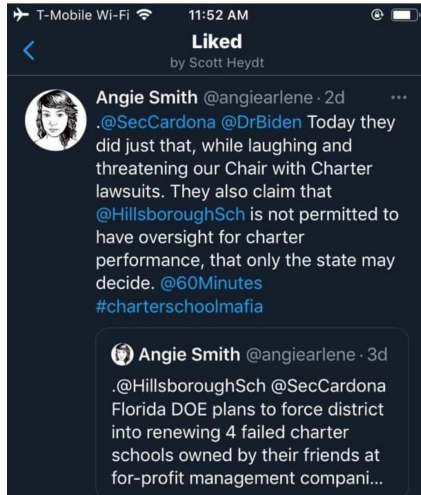 T-Mobile Wi-Fi 11:52 AM
Liked
by Scott Heydt
Angie Smith @angiearlene · 2d ...
.@SecCardona @DrBiden Today they
did just that, while laughing and
threatening our Chair with Charter
lawsuits. They also claim that
@HillsboroughSch is not permitted to
have oversight for charter
performance, that only the state may
decide. @60Minutes
#charterschoolmafia
Angie Smith @angiearlene · 3d
.@HillsboroughSch @SecCardona
Florida DOE plans to force district
into renewing 4 failed charter
schools owned by their friends at
for-profit management compani...